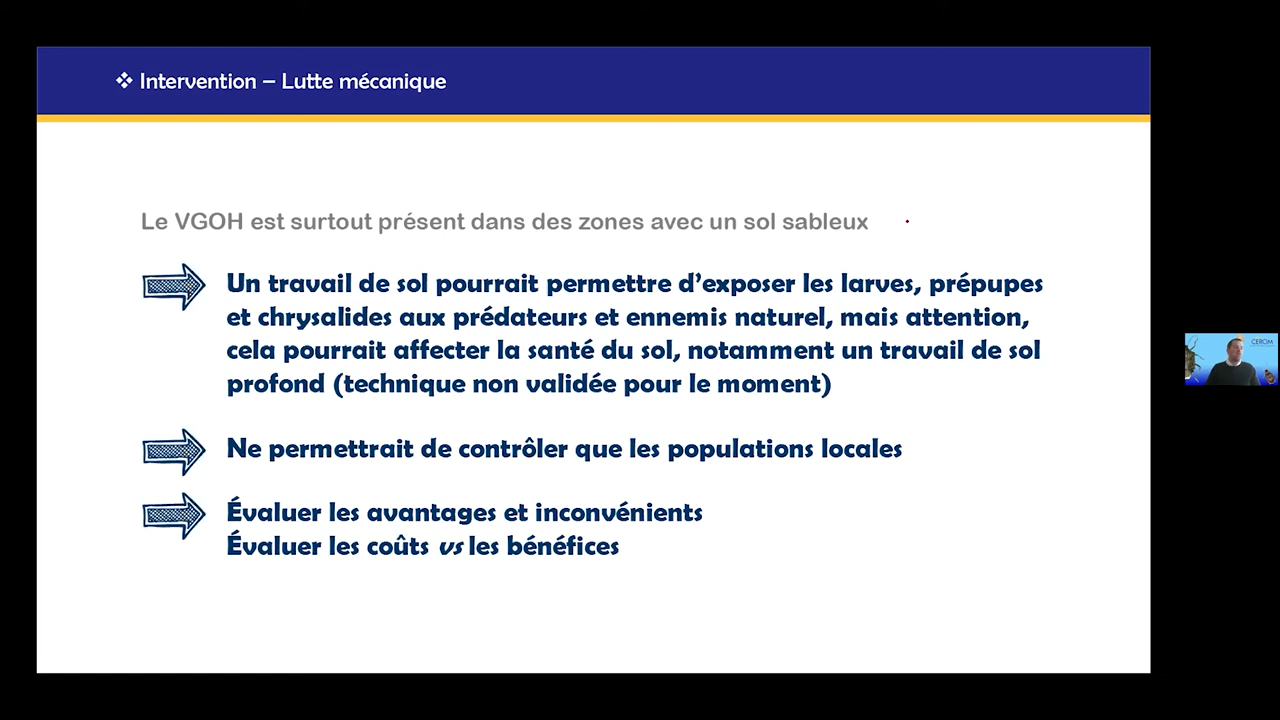 ❖ Intervention – Lutte mécanique
Le VGOH est surtout présent dans des zones avec un sol sableux
Un travail de sol pourrait permettre d'exposer les larves, prépupes
et chrysalides aux prédateurs et ennemis naturel, mais attention,
cela pourrait affecter la santé du sol, notamment un travail de sol
profond (technique non validée pour le moment)
Ne permettrait de contrôler que les populations locales
Évaluer les avantages et inconvénients
Évaluer les coûts vs les bénéfices
CEROM